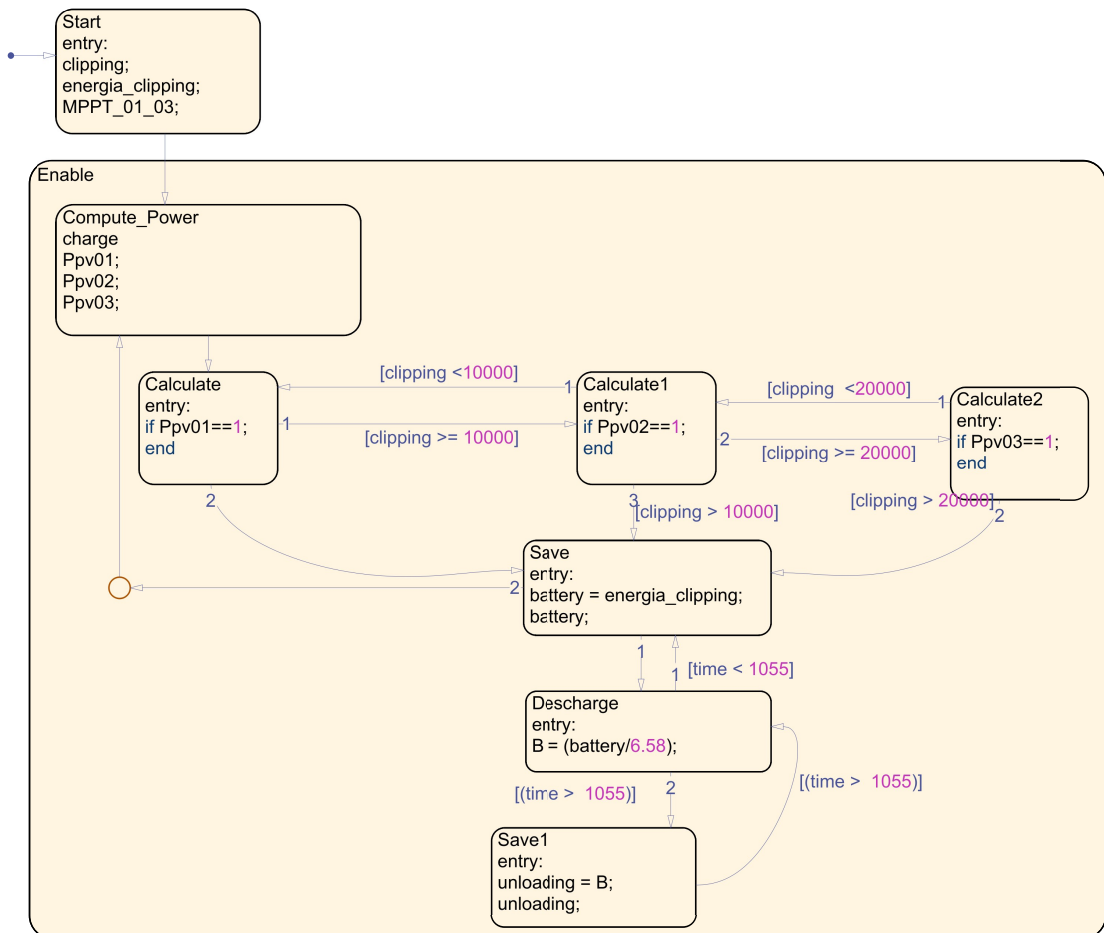 Start
entry:
clipping;
energia_clipping;
MPPT_01_03;
Enable
Compute_Power
charge
Ppv01;
Ppv02;
Ppv03;
Calculate
entry:
if Ppv01==1;
end
1
2
[clipping <10000]
[clipping >= 10000]
Calculate1
entry:
if Ppv02==1;
end
1
2
3
[clipping > 10000]
[clipping  <20000]
[clipping >= 20000]
Calculate2
entry:
if Ppv03==1;
end
1
2
[clipping > 20000]
Save
entry:
battery = energia_clipping;
battery;
2
1
1
[time < 1055]
Descharge
entry:
B = (battery/6.58);
2
[(time >  1055)]
[(time >  1055)]
Save1
entry:
unloading = B;
unloading;